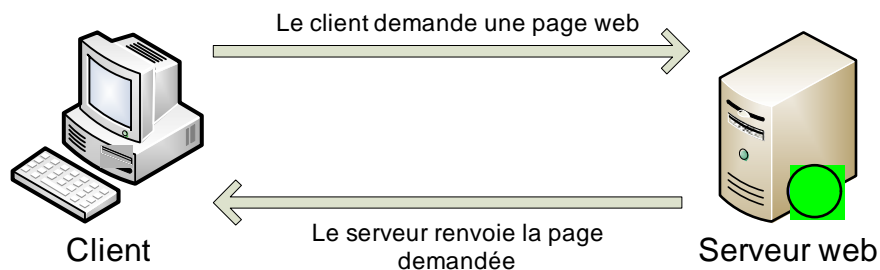 Le client demande une page web
Le serveur renvoie la page
demandée
Client
Serveur web